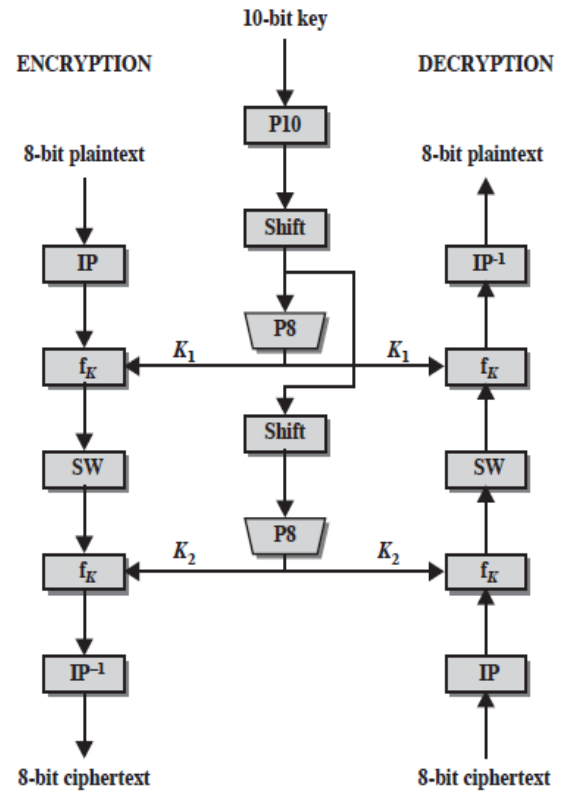 10-bit key
ENCRYPTION
DECRYPTION
P10
8-bit plaintext
8-bit plaintext
Shift
IP
IP-1
P8
K1
K1
fK
fK
Shift
SW
SW
P8
K2
K2
fK
fK
IP–1
IP
8-bit ciphertext
8-bit ciphertext